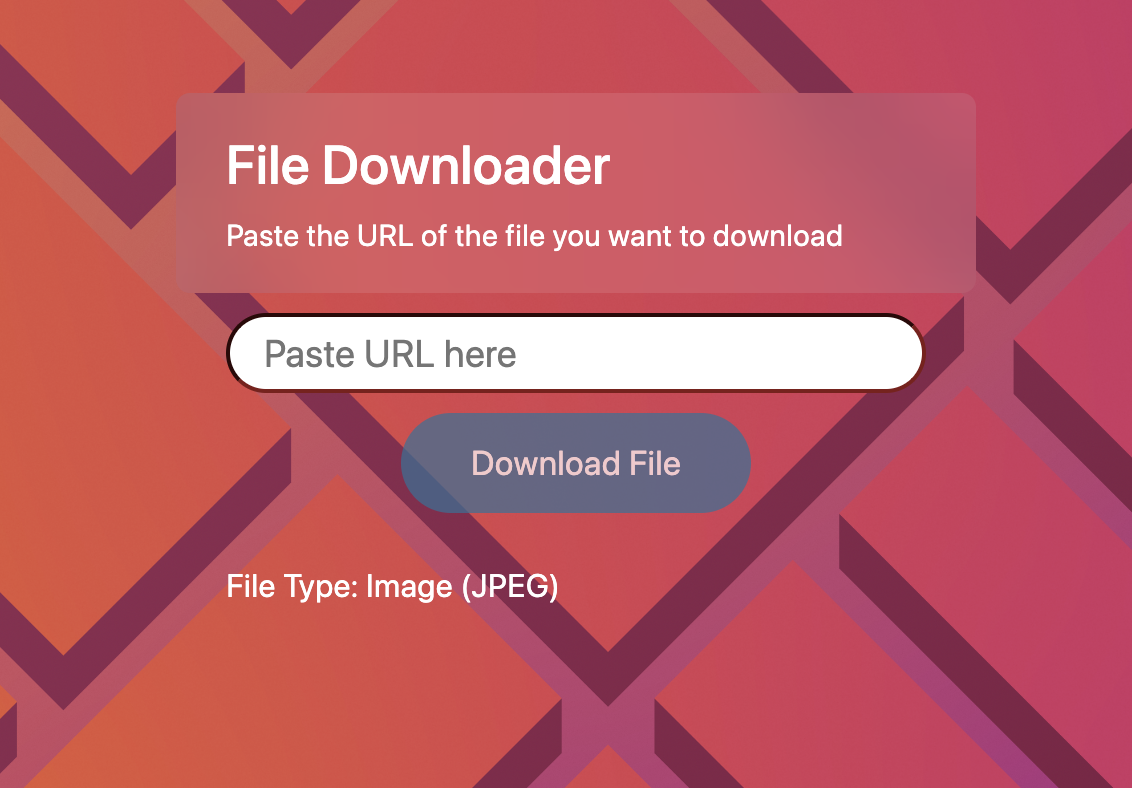 File Downloader
Paste the URL of the file you want to download
Paste URL here
Download File
File Type: Image (JPEG)